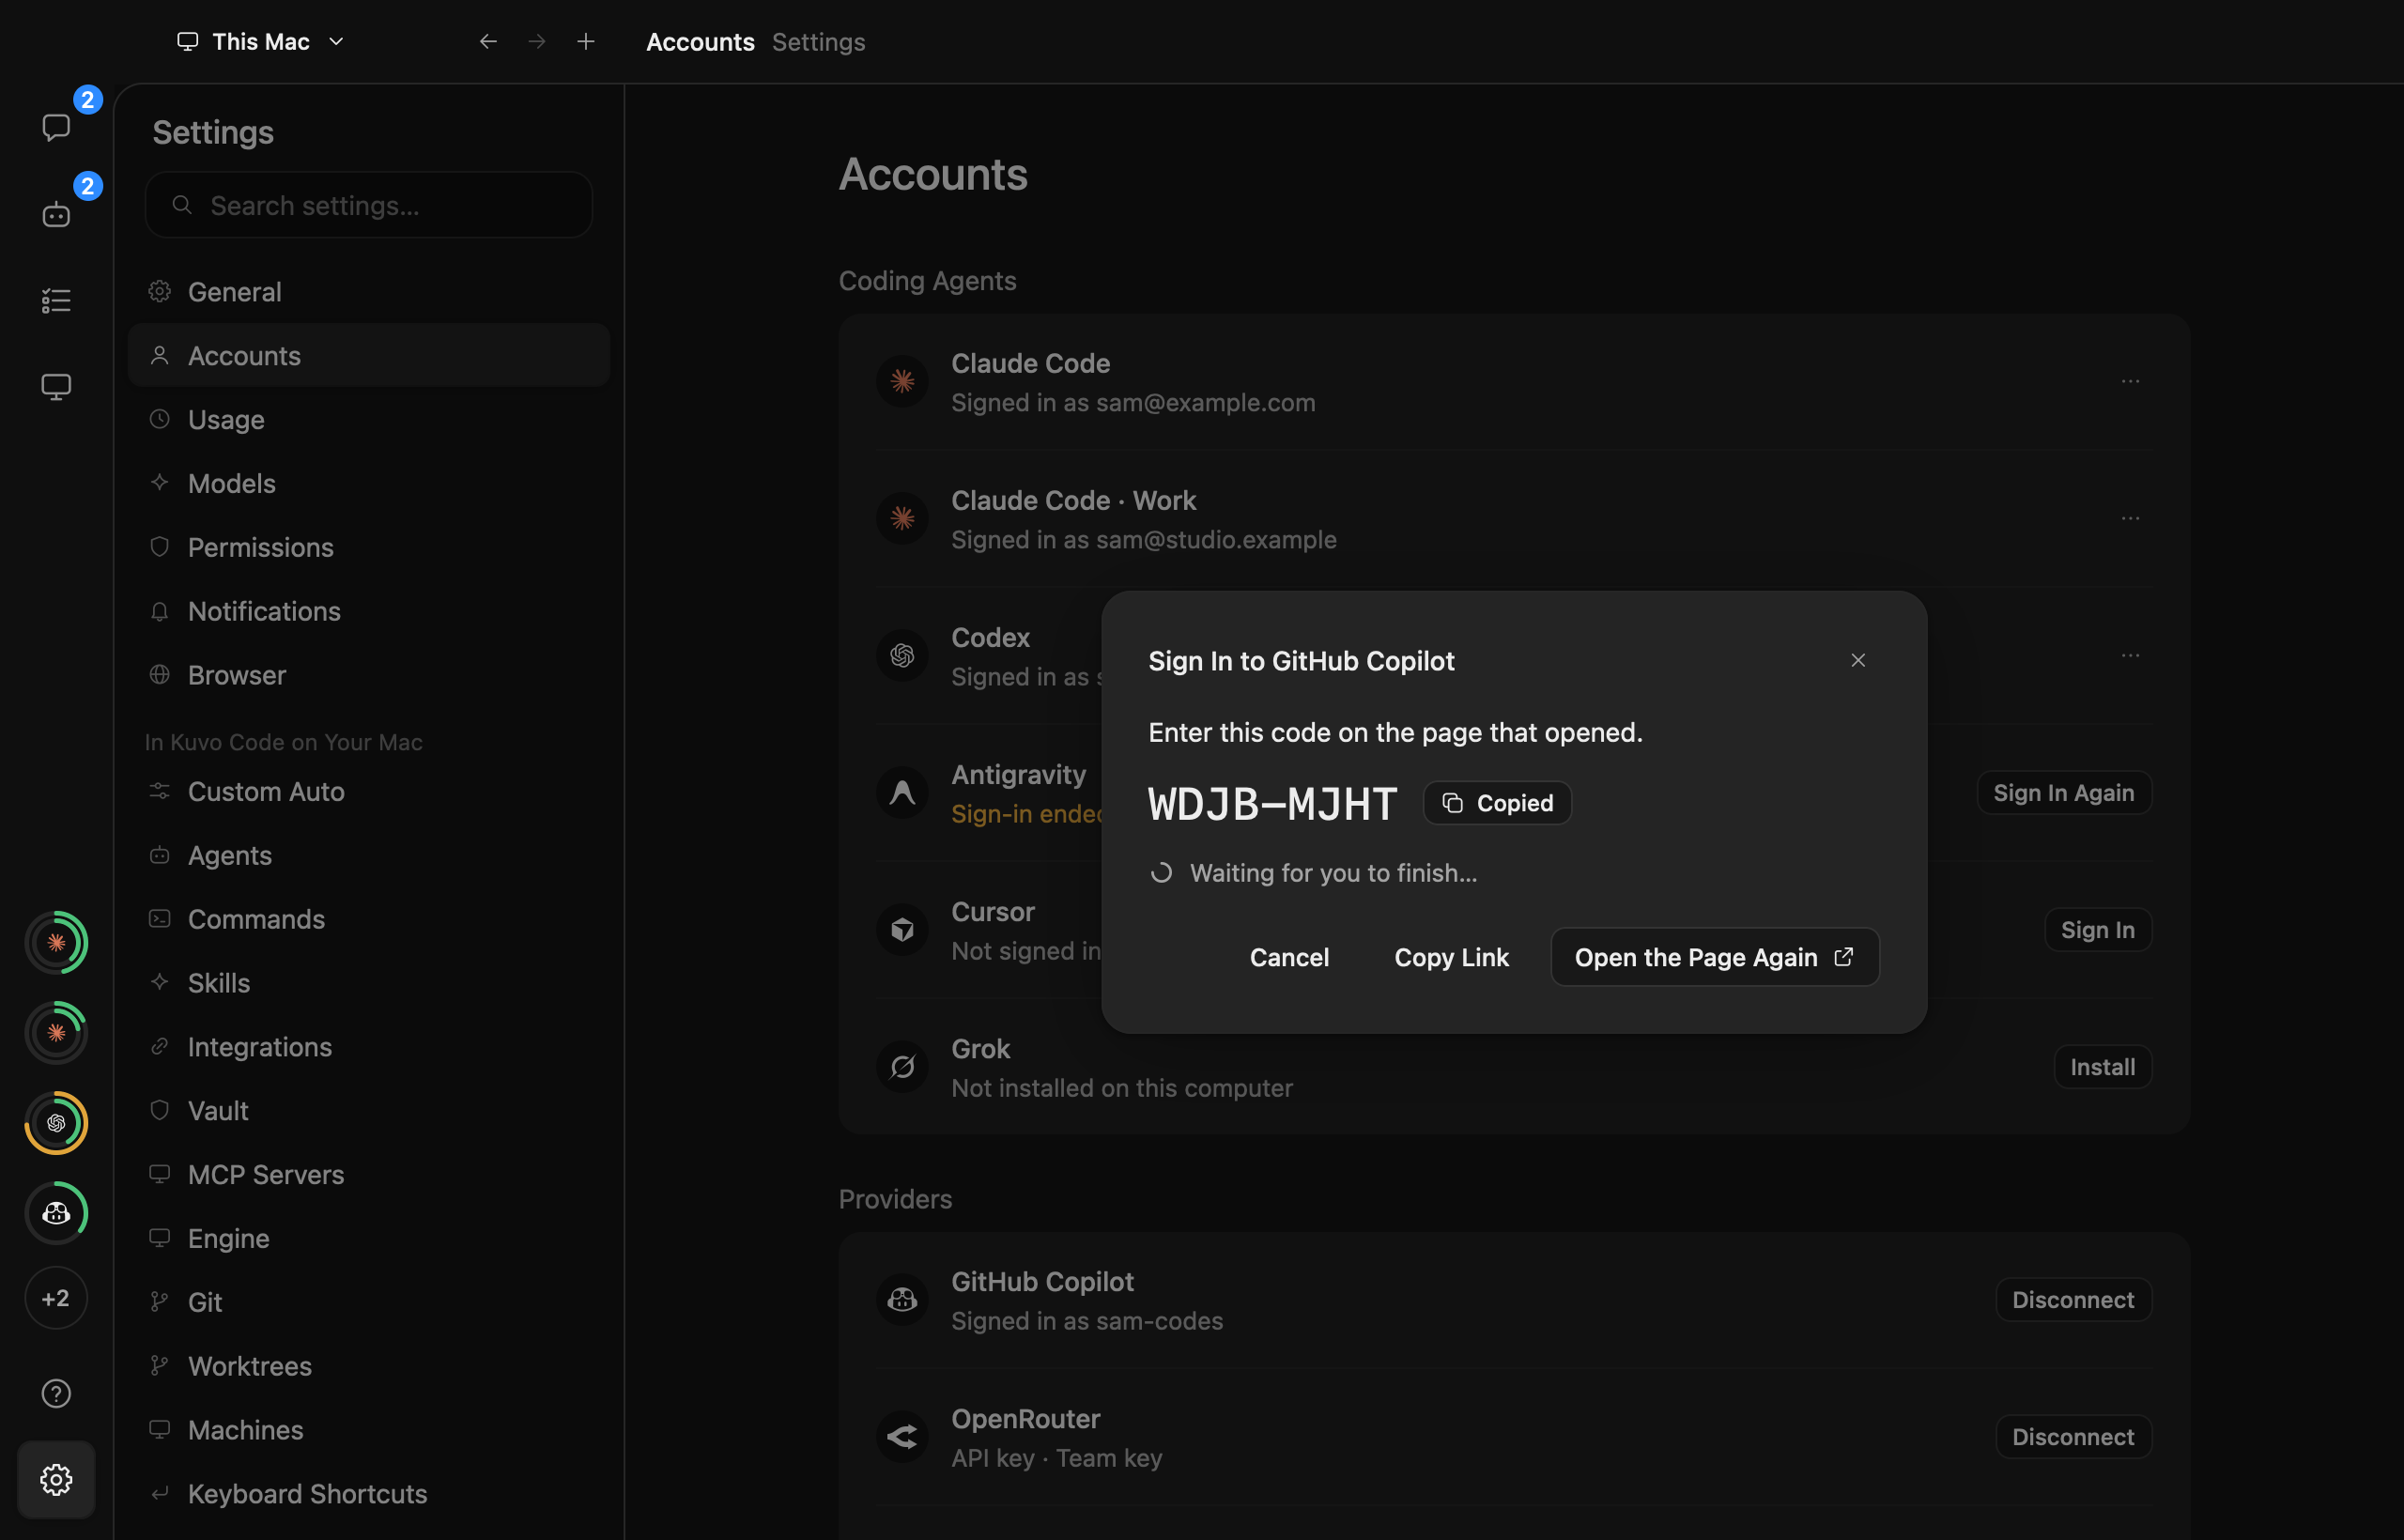 This Mac
Accounts Settings
2
2
+2
Settings
Search settings...
General
Accounts
Usage
Models
Permissions
Notifications
Browser
In Kuvo Code on Your Mac
Custom Auto
Agents
Commands
Skills
Integrations
Vault
MCP Servers
Engine
Git
Worktrees
Machines
Keyboard Shortcuts
Accounts
Coding Agents
Claude Code
Signed in as sam@example.com
Claude Code · Work
Signed in as sam@studio.example
Codex
Signed in as
Antigravity
Sign-in ended
Sign In Again
Cursor
Not signed in
Sign In
Grok
Not installed on this computer
Install
Sign In to GitHub Copilot
Enter this code on the page that opened.
WDJB–MJHT Copied
Waiting for you to finish...
Cancel Copy Link Open the Page Again
Providers
GitHub Copilot
Signed in as sam-codes
Disconnect
OpenRouter
API key · Team key
Disconnect